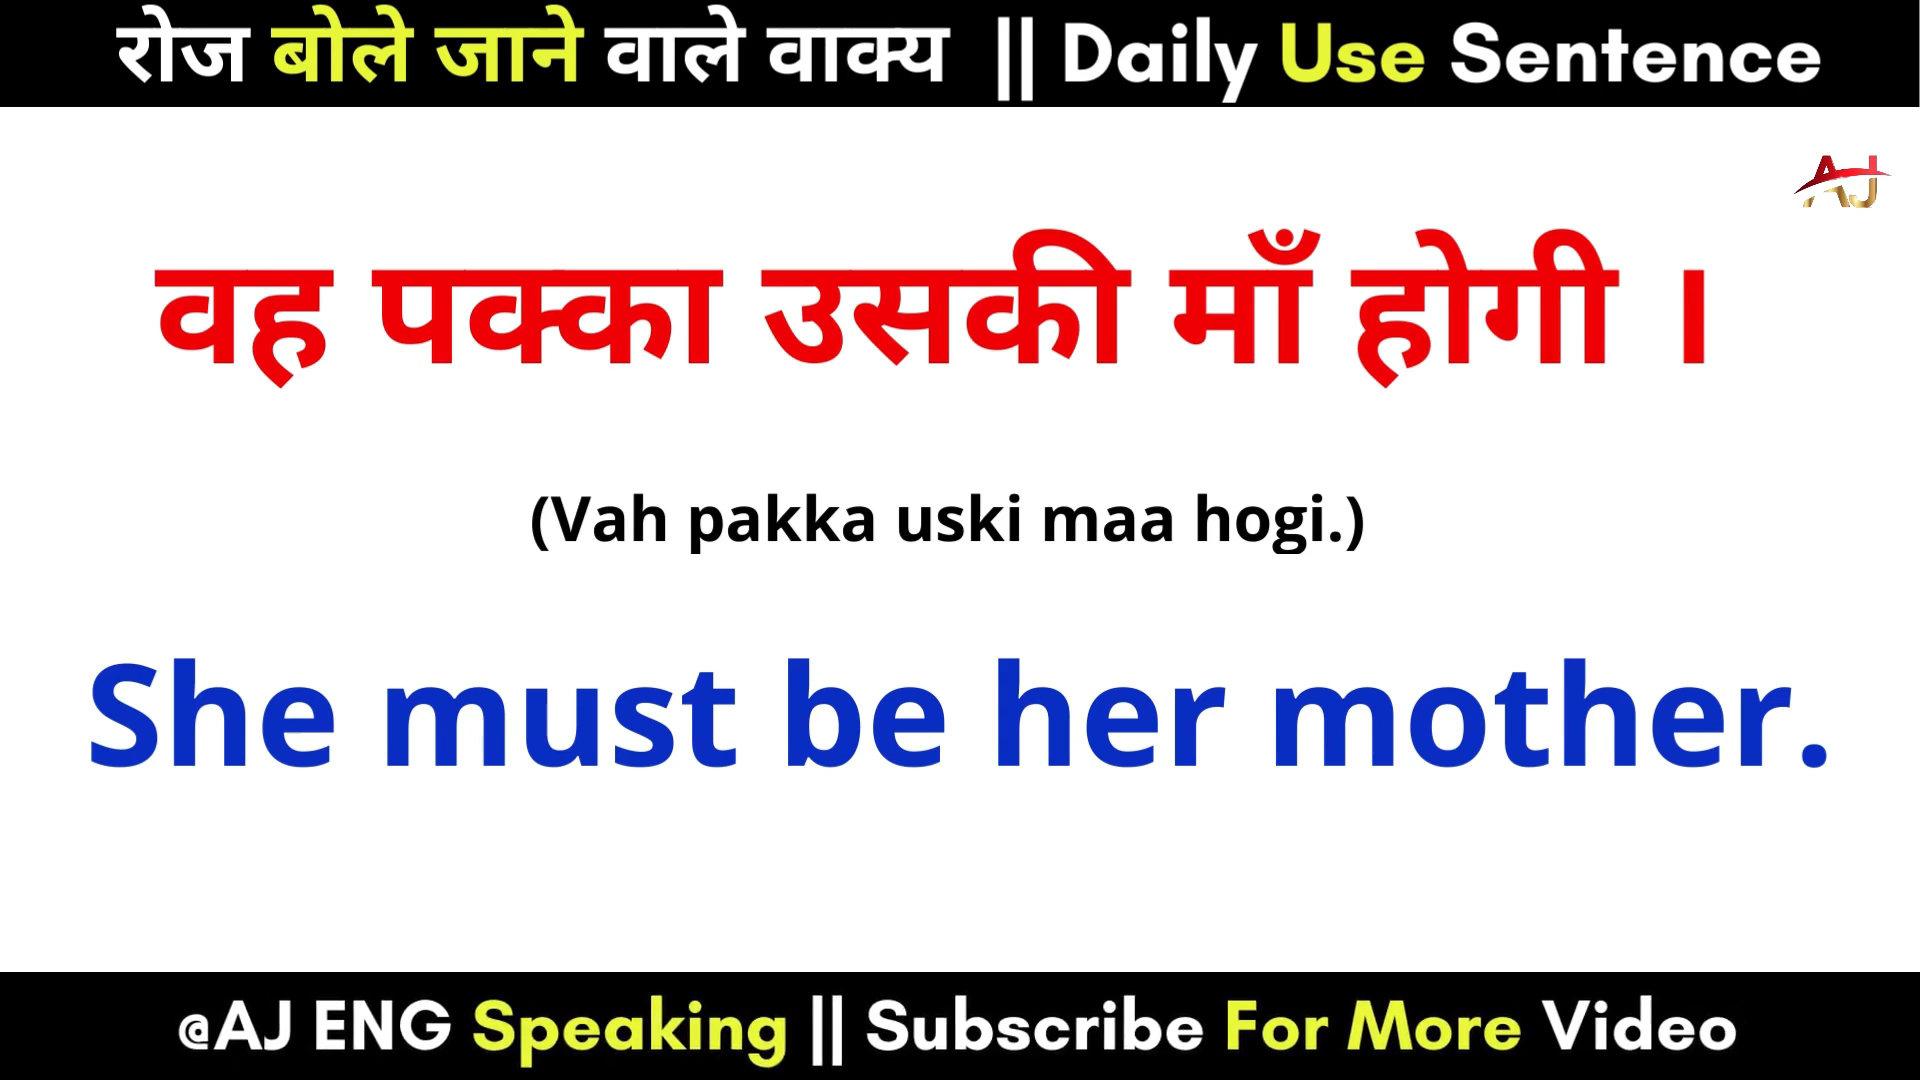 रोज बोले जाने वाले वाक्य || Daily Use Sentence
AJ
वह पक्का उसकी माँ होगी ।
(Vah pakka uski maa hogi.)
She must be her mother.
@AJ ENG Speaking || Subscribe For More Video